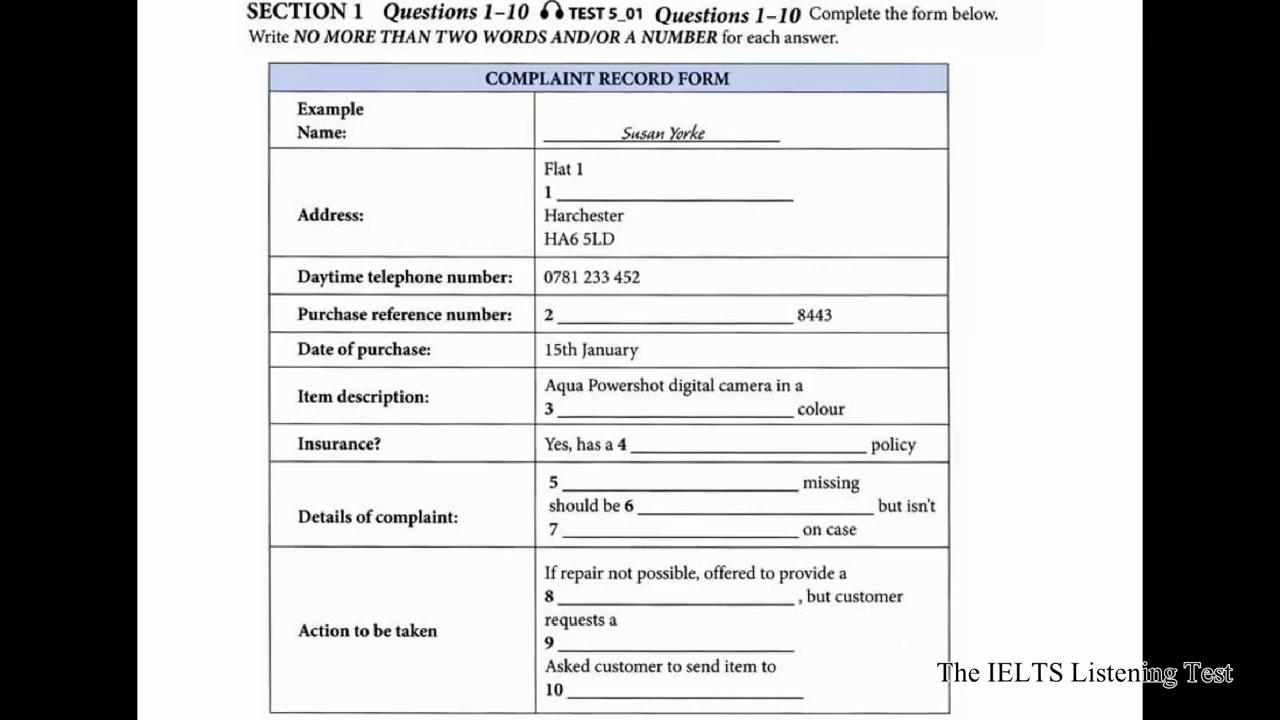 SECTION 1 Questions 1–10 TEST 5_01 Questions 1–10 Complete the form below.
Write NO MORE THAN TWO WORDS AND/OR A NUMBER for each answer.
COMPLAINT RECORD FORM
Example
Name: Susan Yorke
Address: Flat 1
1
Harchester
HA6 5LD
Daytime telephone number: 0781 233 452
Purchase reference number: 2 8443
Date of purchase: 15th January
Item description: Aqua Powershot digital camera in a
3 colour
Insurance? Yes, has a 4 policy
Details of complaint: 5 missing
should be 6 but isn't
7 on case
Action to be taken If repair not possible, offered to provide a
8 , but customer
requests a
9
Asked customer to send item to
10
The IELTS Listening Test